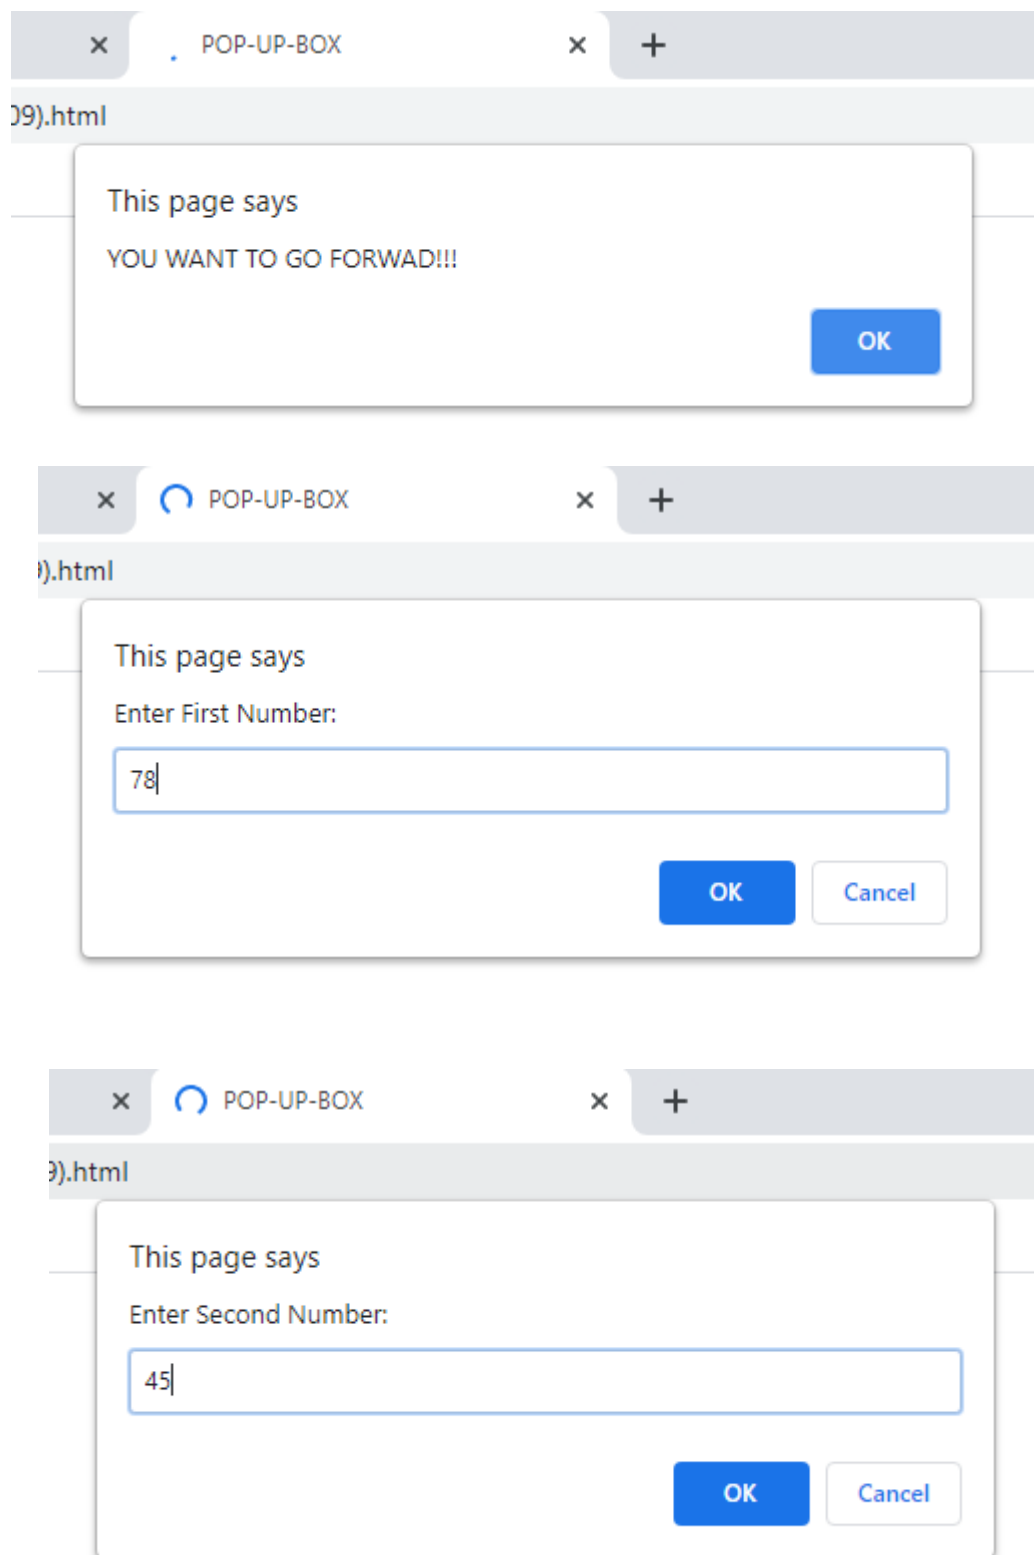 POP-UP-BOX
09).html
This page says
YOU WANT TO GO FORWAD!!!
OK
POP-UP-BOX
9).html
This page says
Enter First Number:
78
OK Cancel
POP-UP-BOX
9).html
This page says
Enter Second Number:
45
OK Cancel